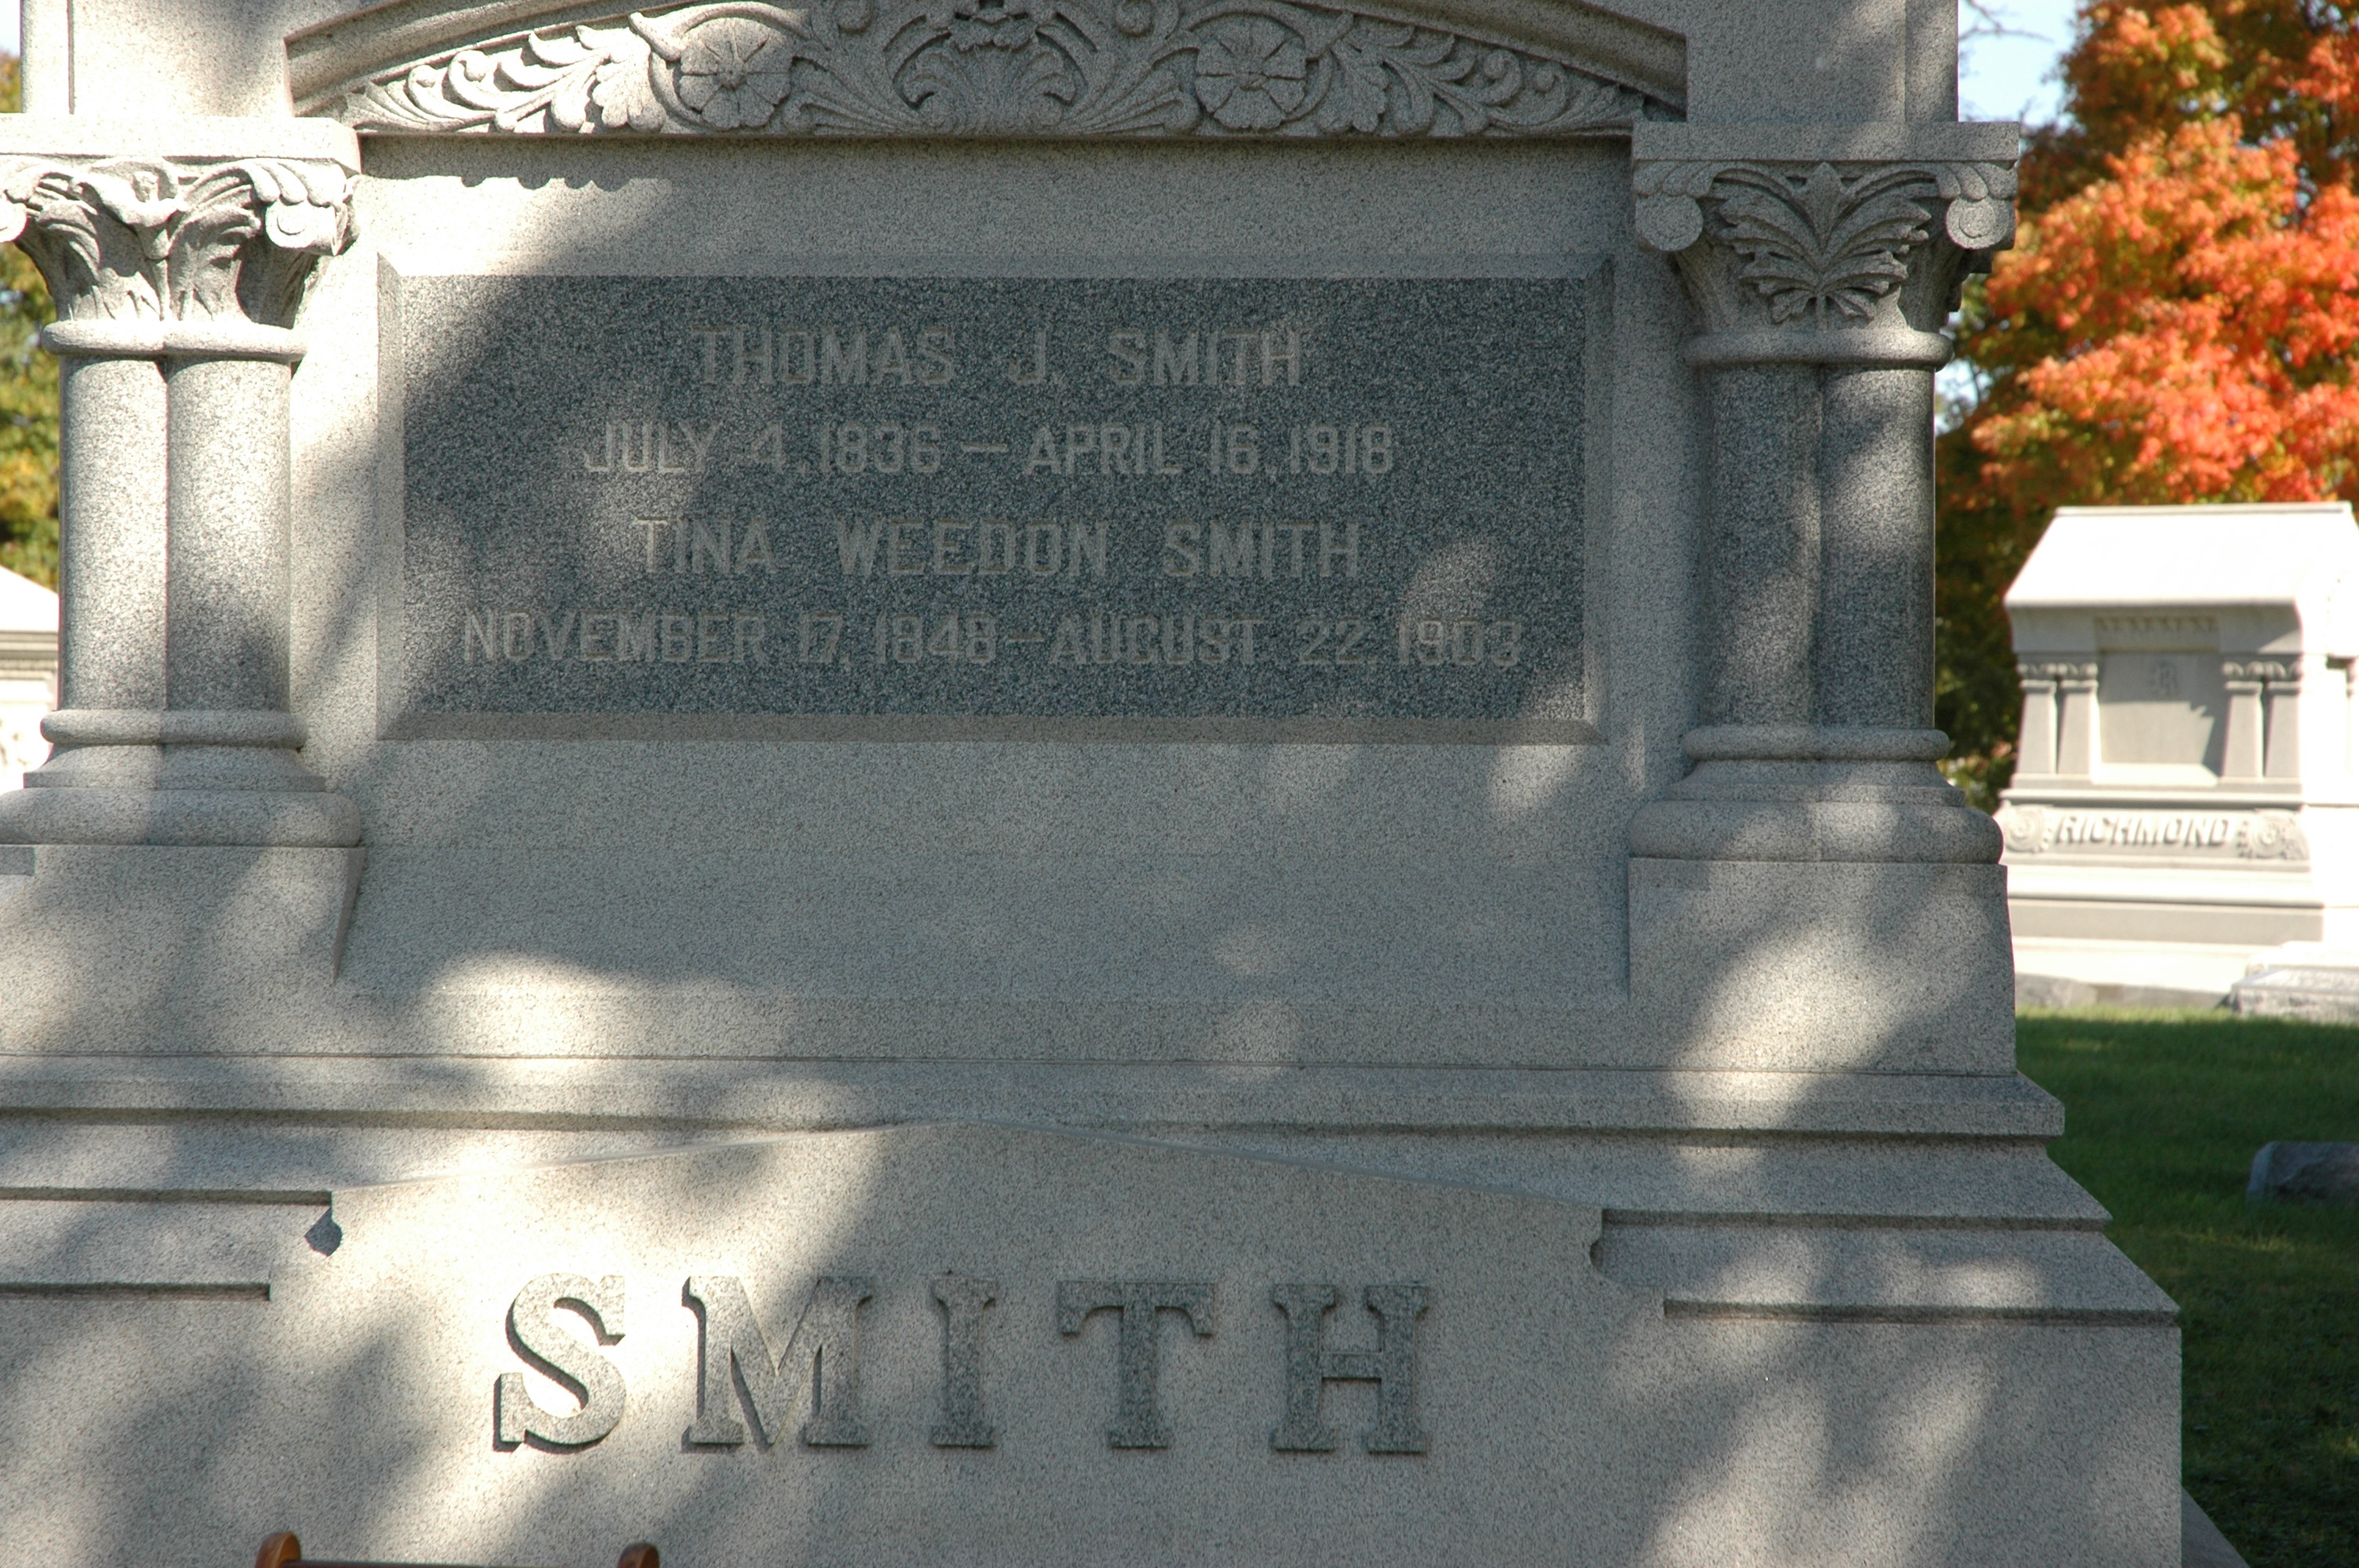 THOMAS J. SMITH
JULY 4, 1836 — APRIL 16, 1918
TINA WEEDON SMITH
NOVEMBER 17, 1848 — AUGUST 22, 1903
SMITH
RICHMOND